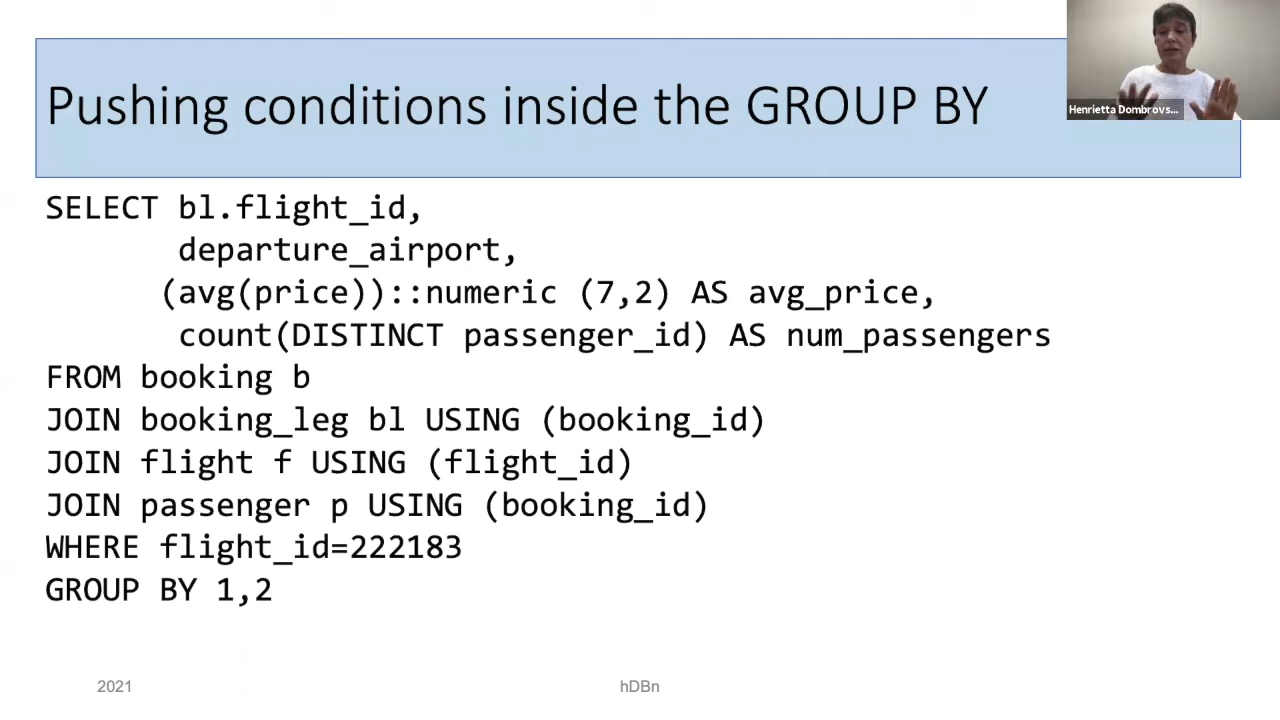 Pushing conditions inside the GROUP BY
Henrietta Dombrovs...
SELECT bl.flight_id,
departure_airport,
(avg(price))::numeric (7,2) AS avg_price,
count(DISTINCT passenger_id) AS num_passengers
FROM booking b
JOIN booking_leg bl USING (booking_id)
JOIN flight f USING (flight_id)
JOIN passenger p USING (booking_id)
WHERE flight_id=222183
GROUP BY 1,2
2021
hDBn